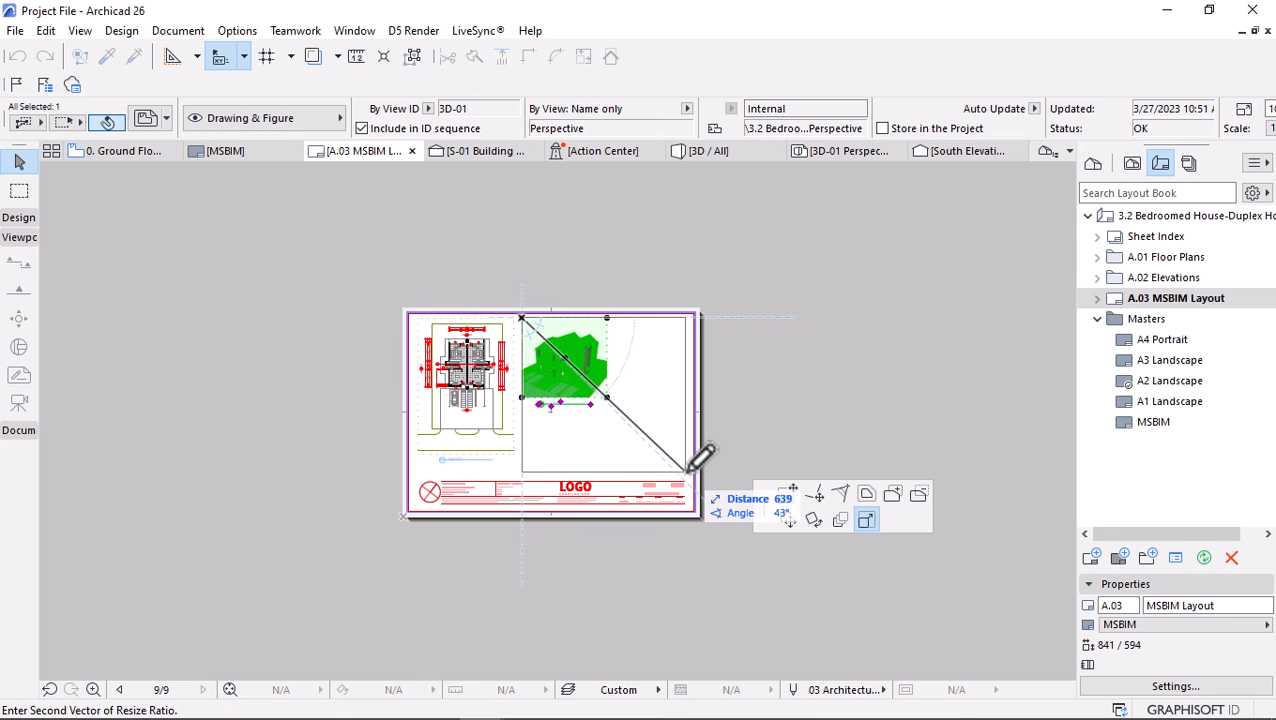 Project File - Archicad 26
File Edit View Design Document Options Teamwork Window D5 Render LiveSync® Help
All Selected: 1
Drawing & Figure
By View ID 3D-01
Include in ID sequence
By View: Name only
Perspective
Internal
\3.2 Bedroo...Perspective
Auto Update
Store in the Project
Updated: 3/27/2023 10:51 A
Status: OK
Scale: 1:
0. Ground Flo... [MSBIM] [A.03 MSBIM L... [S-01 Building ... [Action Center] [3D / All] [3D-01 Perspec... [South Elevati...
Design
Viewpc
Docum
Search Layout Book
3.2 Bedroomed House-Duplex Ho
Sheet Index
A.01 Floor Plans
A.02 Elevations
A.03 MSBIM Layout
Masters
A4 Portrait
A3 Landscape
A2 Landscape
A1 Landscape
MSBIM
LOGO
Distance 639
Angle 43°
Properties
A.03 MSBIM Layout
MSBIM
841 / 594
Settings...
9/9 N/A N/A N/A Custom N/A 03 Architectu... N/A
Enter Second Vector of Resize Ratio.
GRAPHISOFT ID